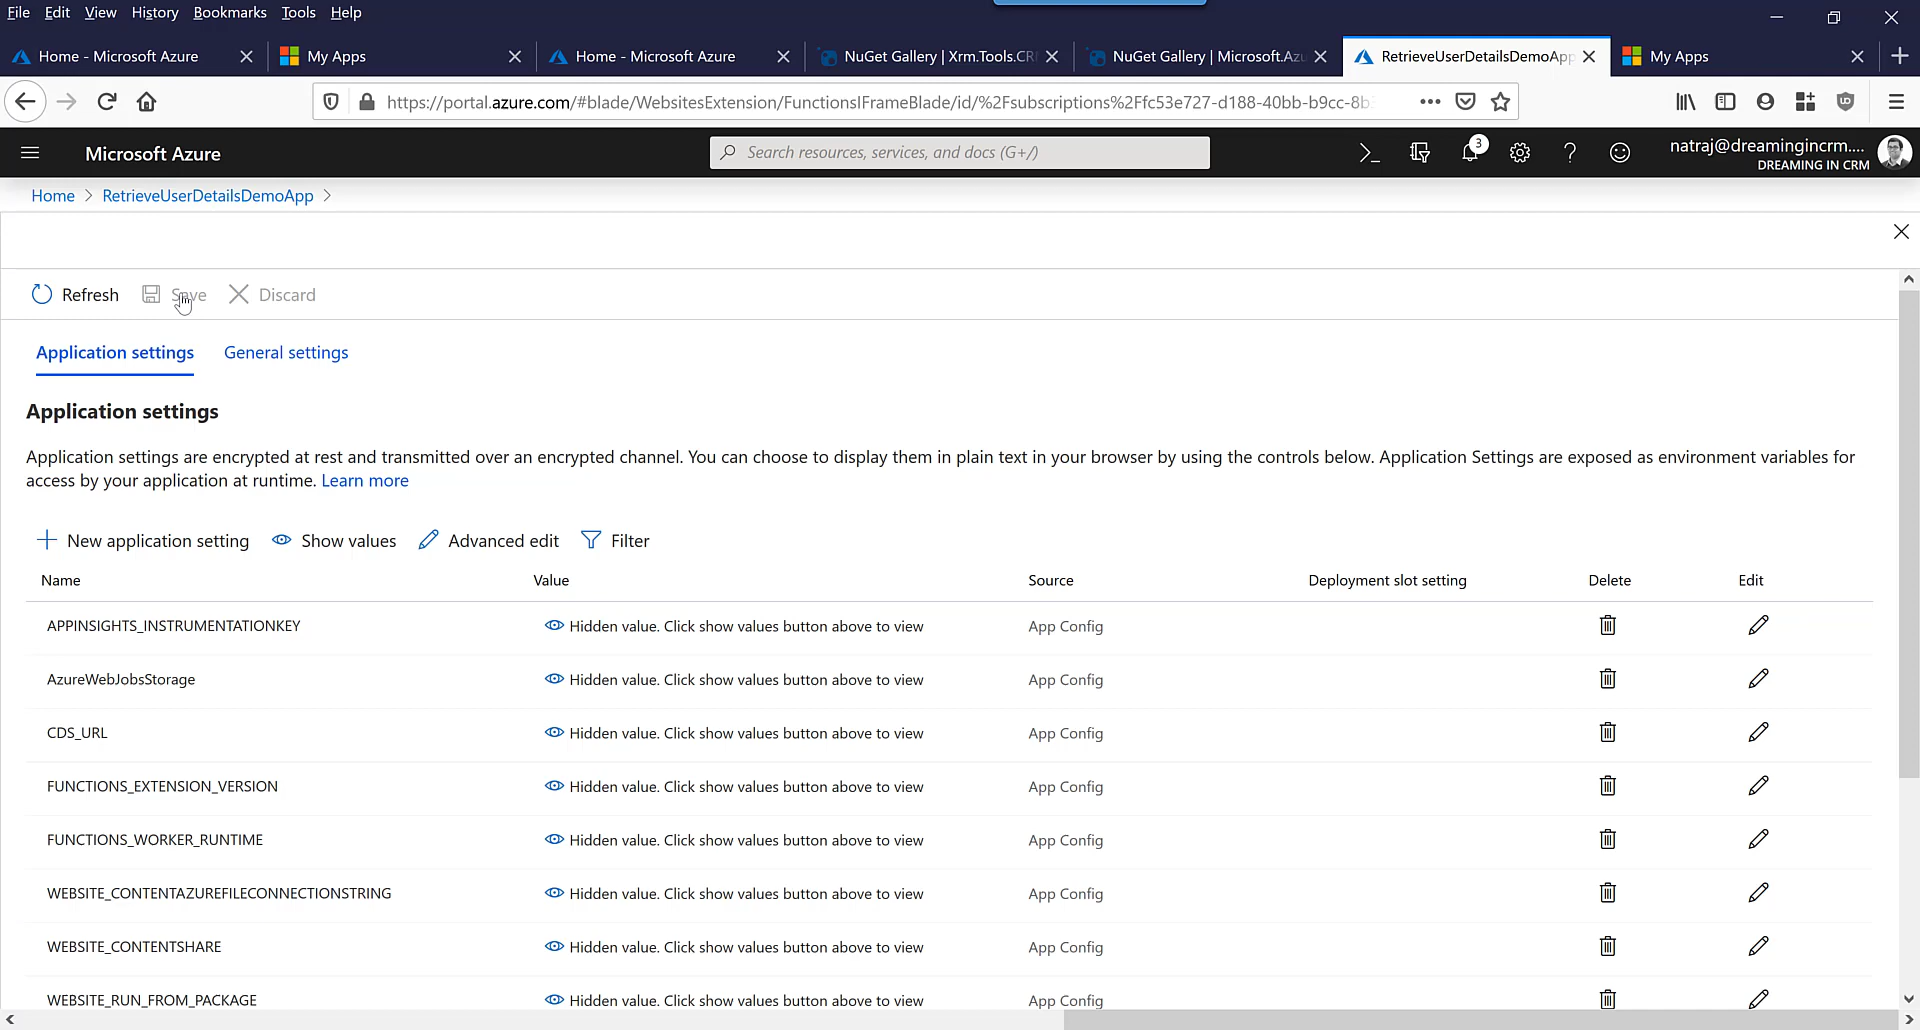 File Edit View History Bookmarks Tools Help
Home - Microsoft Azure
My Apps
Home - Microsoft Azure
NuGet Gallery | Xrm.Tools.CR
NuGet Gallery | Microsoft.Azu
RetrieveUserDetailsDemoApp
My Apps
https://portal.azure.com/#blade/WebsitesExtension/FunctionsIFrameBlade/id/%2Fsubscriptions%2Ffc53e727-d188-40bb-b9cc-8b
Microsoft Azure
Search resources, services, and docs (G+/)
3
natraj@dreamingincrm....
DREAMING IN CRM
Home > RetrieveUserDetailsDemoApp >
Refresh Save Discard
Application settings General settings
Application settings
Application settings are encrypted at rest and transmitted over an encrypted channel. You can choose to display them in plain text in your browser by using the controls below. Application Settings are exposed as environment variables for
access by your application at runtime. Learn more
New application setting Show values Advanced edit Filter
Name Value Source Deployment slot setting Delete Edit
APPINSIGHTS_INSTRUMENTATIONKEY Hidden value. Click show values button above to view App Config
AzureWebJobsStorage Hidden value. Click show values button above to view App Config
CDS_URL Hidden value. Click show values button above to view App Config
FUNCTIONS_EXTENSION_VERSION Hidden value. Click show values button above to view App Config
FUNCTIONS_WORKER_RUNTIME Hidden value. Click show values button above to view App Config
WEBSITE_CONTENTAZUREFILECONNECTIONSTRING Hidden value. Click show values button above to view App Config
WEBSITE_CONTENTSHARE Hidden value. Click show values button above to view App Config
WEBSITE_RUN_FROM_PACKAGE Hidden value. Click show values button above to view App Config